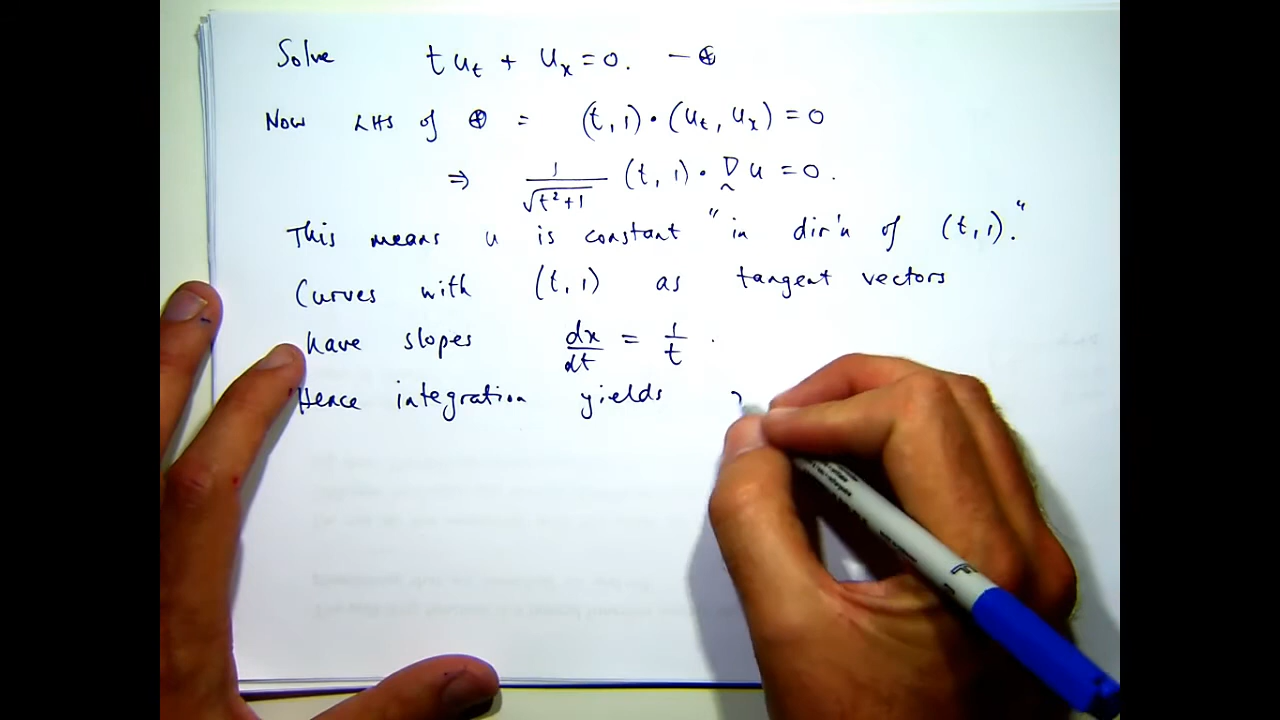 Solve t u_t + u_x = 0. — ⊛
Now LHS of ⊛ = (t, 1) • (u_t, u_x) = 0
⇒ 1/√(t²+1) (t, 1) • ∇ u = 0.
~
This means u is constant "in dir'n of (t, 1)."
Curves with (t, 1) as tangent vectors
have slopes dx/dt = 1/t .
Hence integration yields